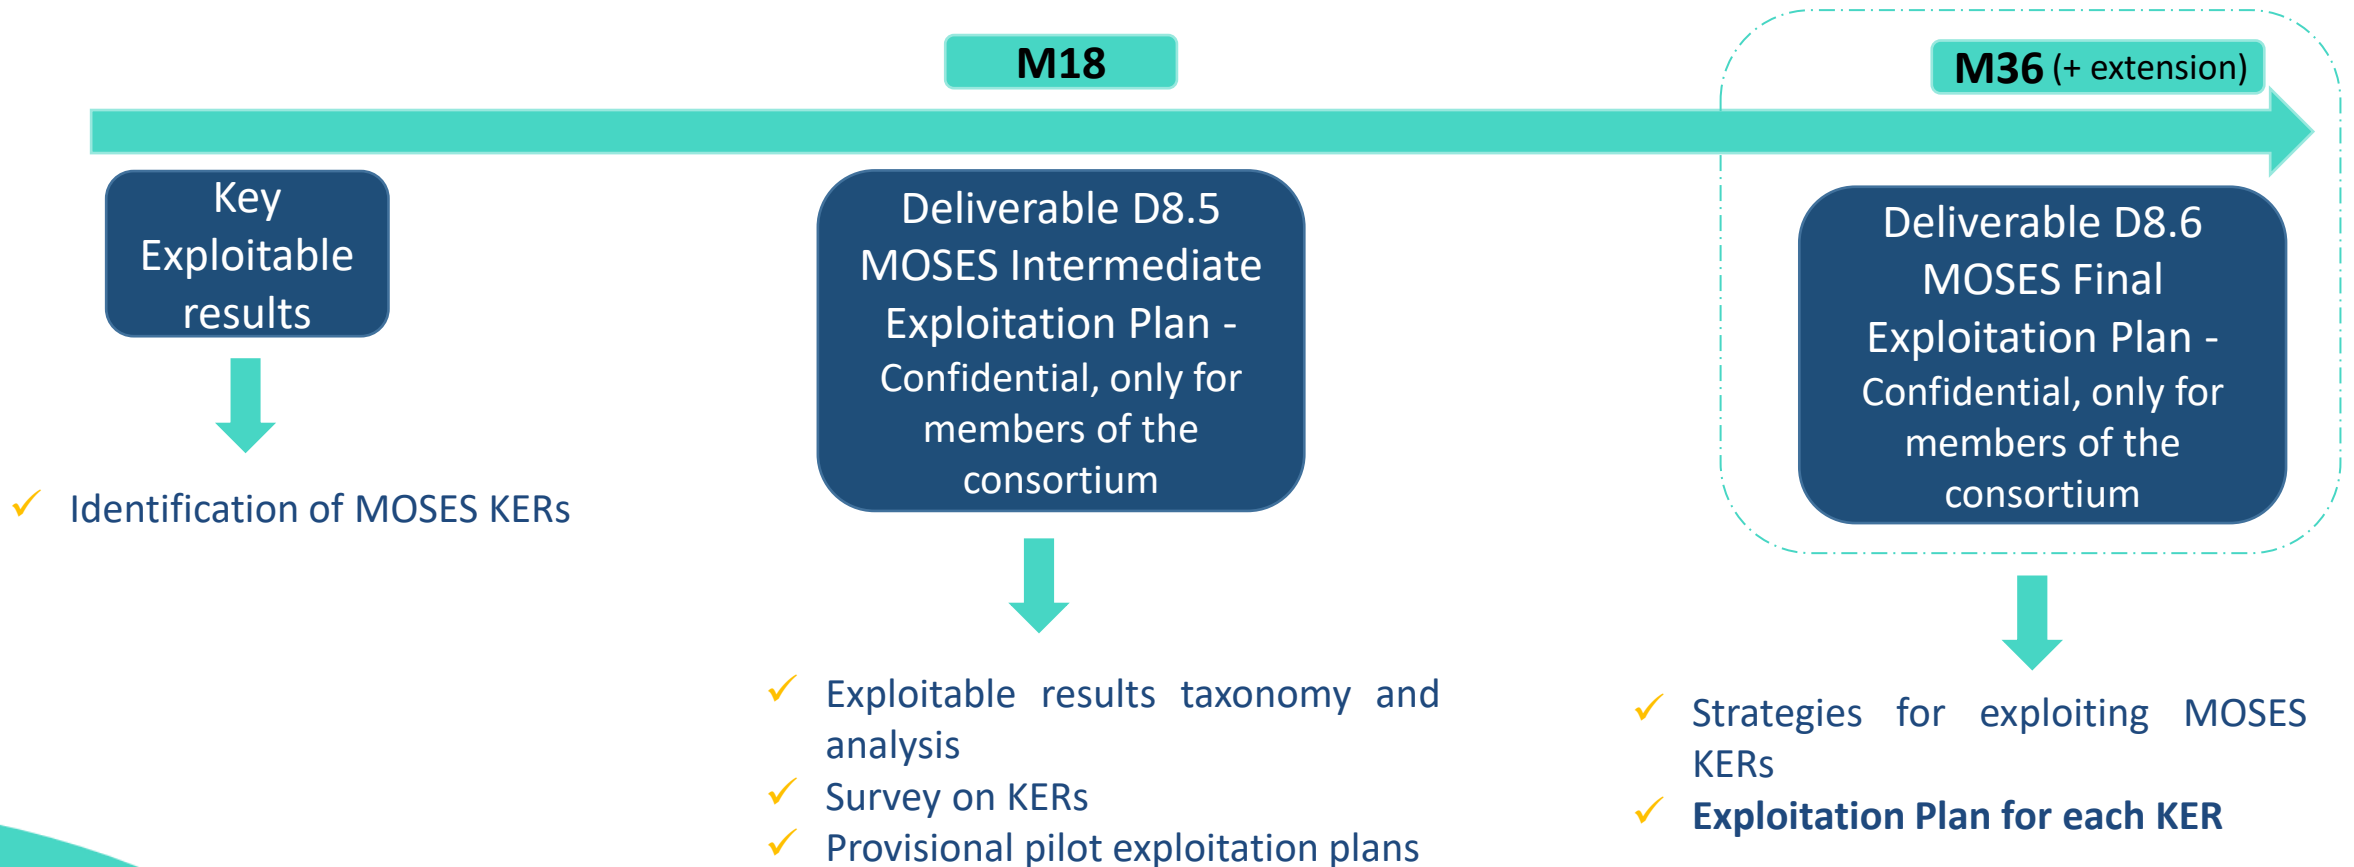 M18
M36 (+ extension)
Key
Exploitable
results
Identification of MOSES KERs
Deliverable D8.5
MOSES Intermediate
Exploitation Plan -
Confidential, only for
members of the
consortium
Exploitable results taxonomy and
analysis
Survey on KERs
Provisional pilot exploitation plans
Deliverable D8.6
MOSES Final
Exploitation Plan -
Confidential, only for
members of the
consortium
Strategies for exploiting MOSES
KERs
Exploitation Plan for each KER